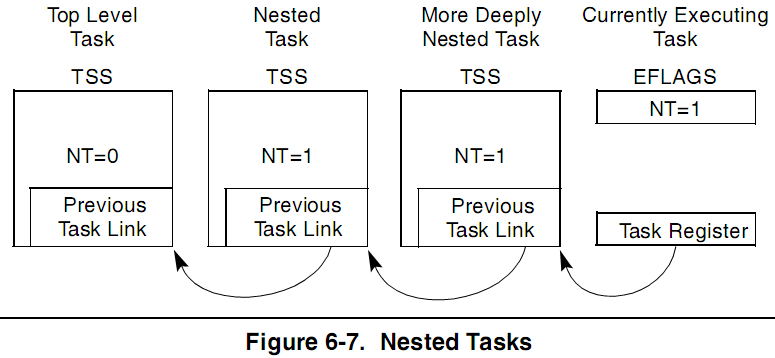 Top Level
Task
Nested
Task
More Deeply
Nested Task
Currently Executing
Task
TSS
TSS
TSS
EFLAGS
NT=0
NT=1
NT=1
NT=1
Previous
Task Link
Previous
Task Link
Previous
Task Link
Task Register
Figure 6-7. Nested Tasks